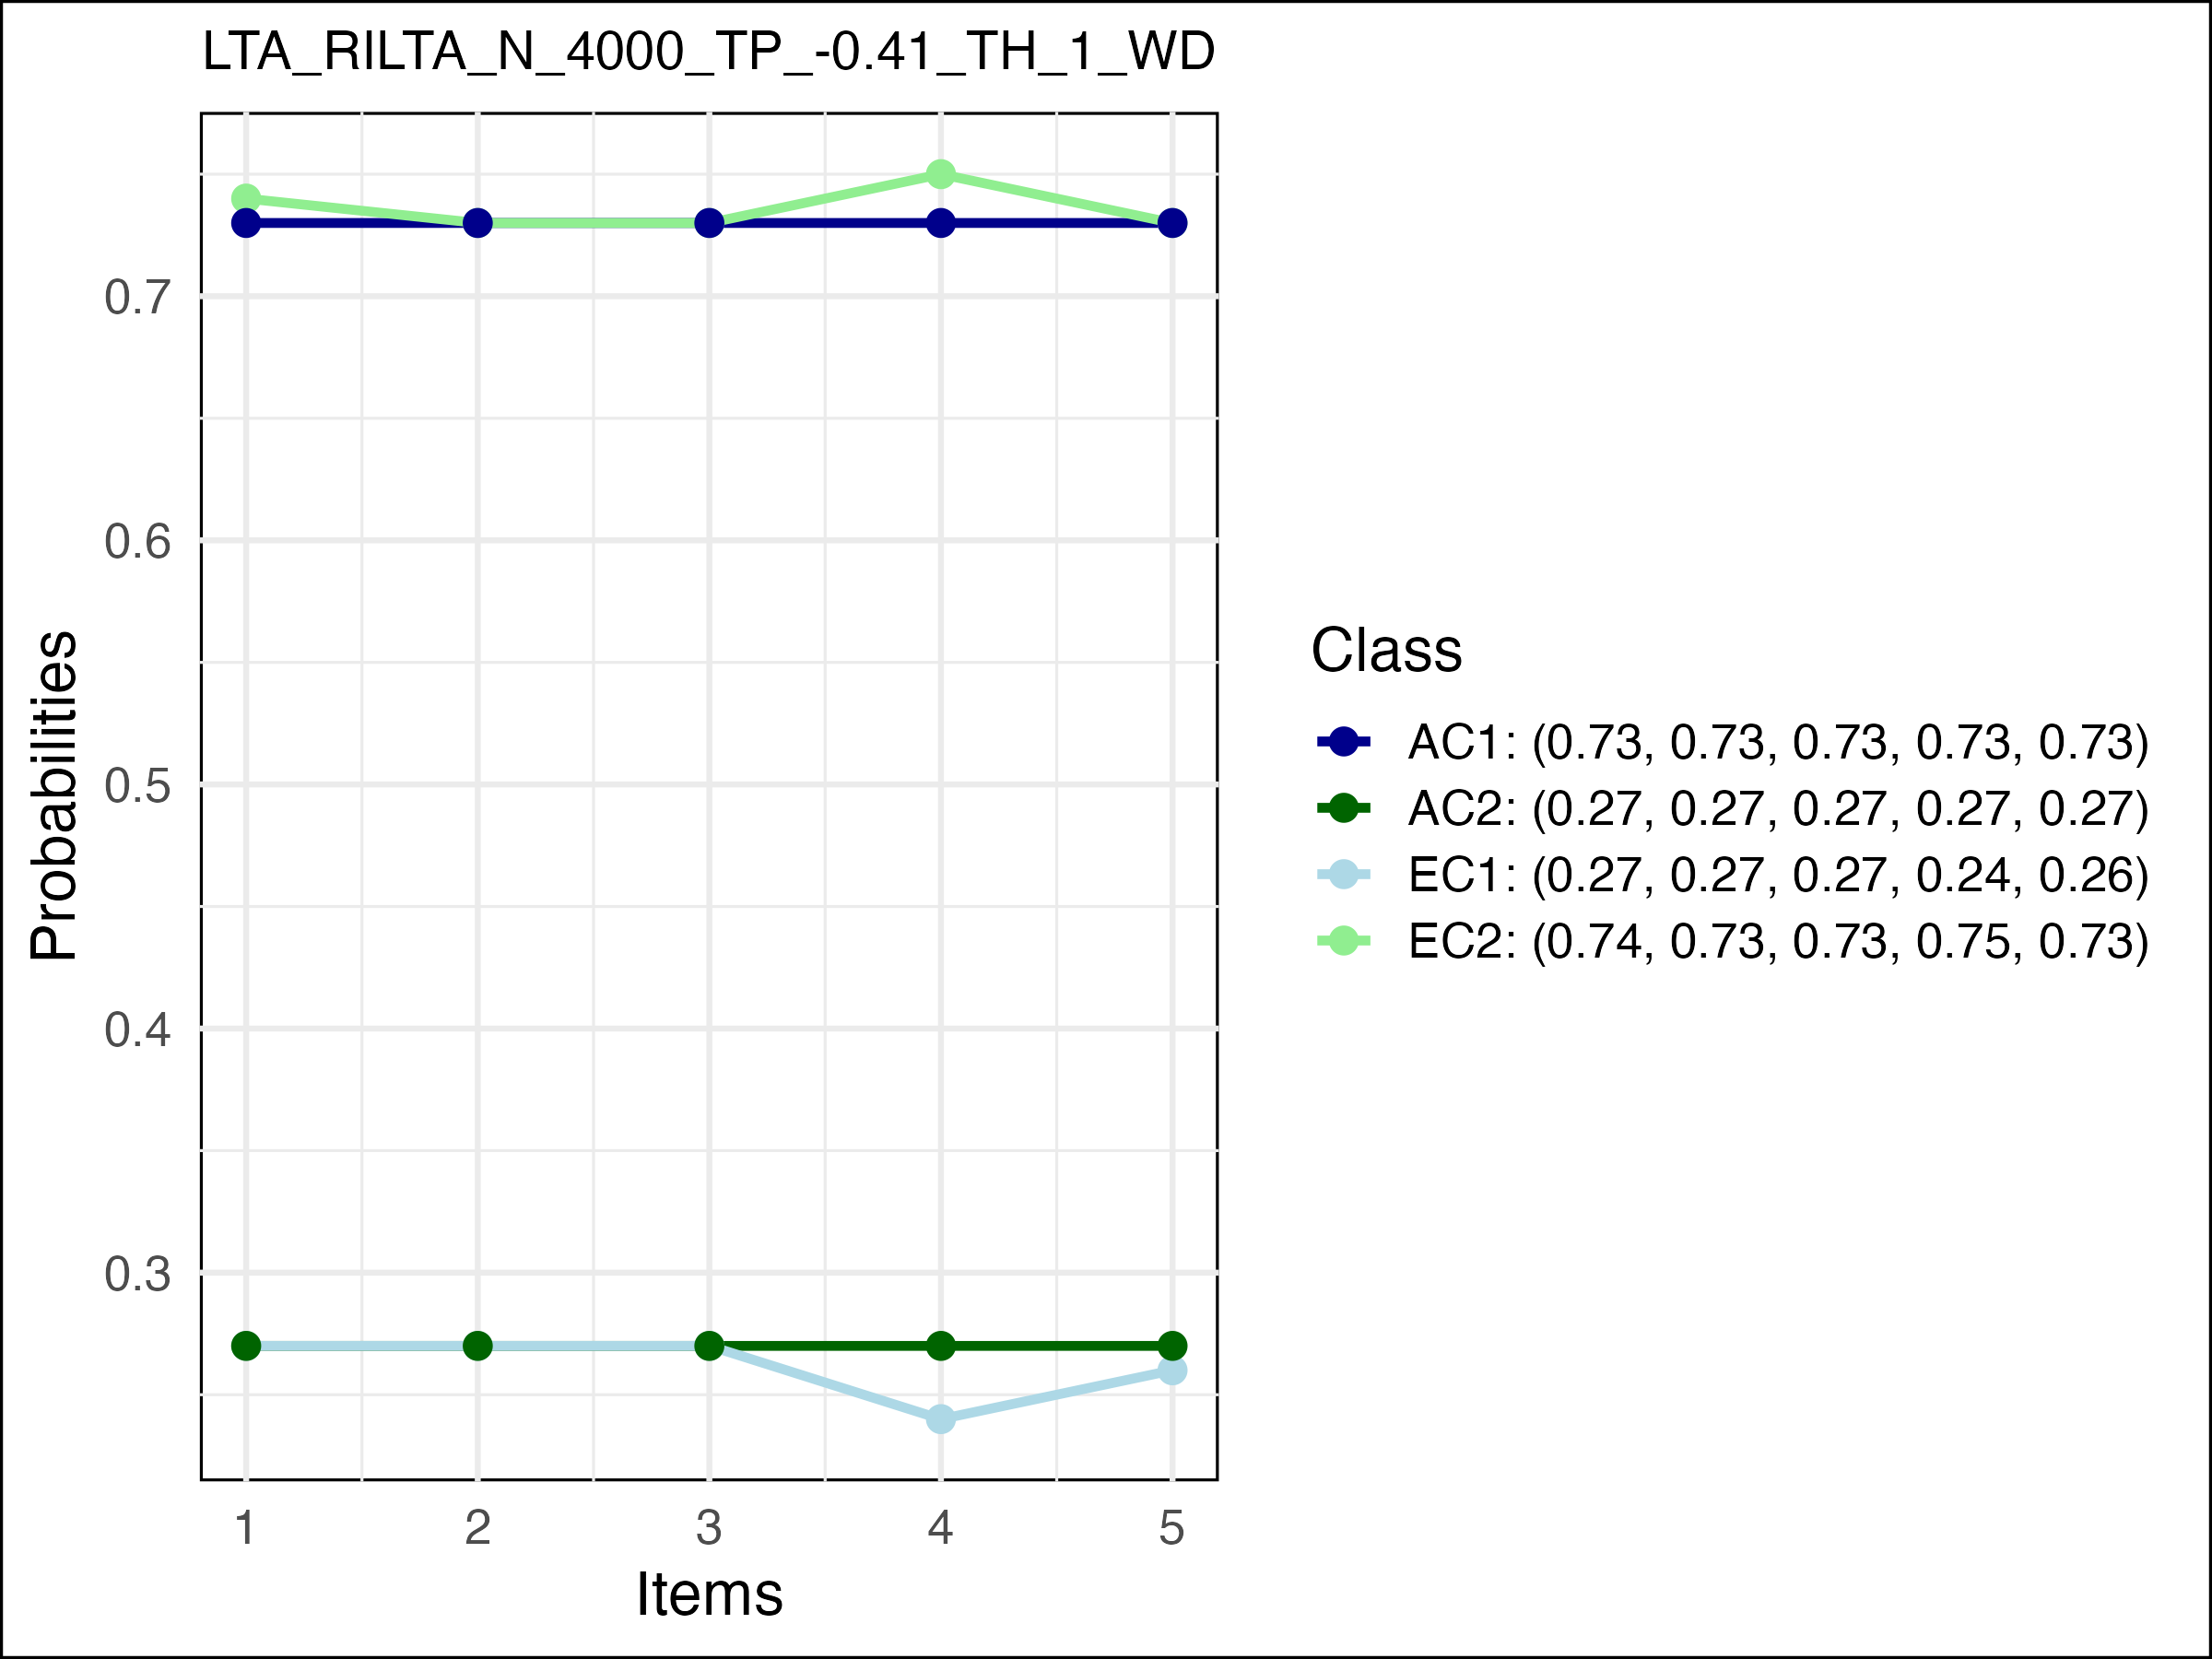 LTA_RILTA_N_4000_TP_-0.41_TH_1_WD
Probabilities
0.7
0.6
0.5
0.4
0.3
1 2 3 4 5
Items
Class
AC1: (0.73, 0.73, 0.73, 0.73, 0.73)
AC2: (0.27, 0.27, 0.27, 0.27, 0.27)
EC1: (0.27, 0.27, 0.27, 0.24, 0.26)
EC2: (0.74, 0.73, 0.73, 0.75, 0.73)